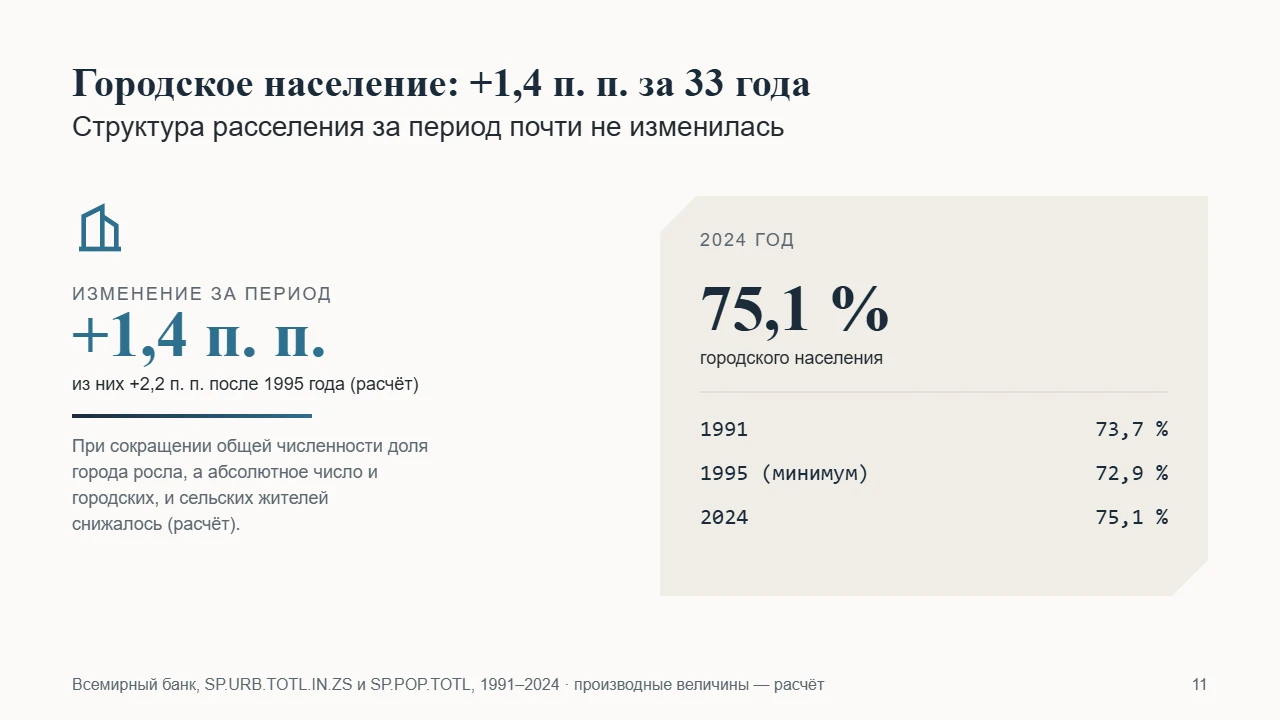 Городское население: +1,4 п. п. за 33 года
Структура расселения за период почти не изменилась
ИЗМЕНЕНИЕ ЗА ПЕРИОД
+1,4 п. п.
из них +2,2 п. п. после 1995 года (расчёт)
При сокращении общей численности доля
города росла, а абсолютное число и
городских, и сельских жителей
снижалось (расчёт).
2024 ГОД
75,1 %
городского населения
1991 73,7 %
1995 (минимум) 72,9 %
2024 75,1 %
Всемирный банк, SP.URB.TOTL.IN.ZS и SP.POP.TOTL, 1991–2024 · производные величины — расчёт
11